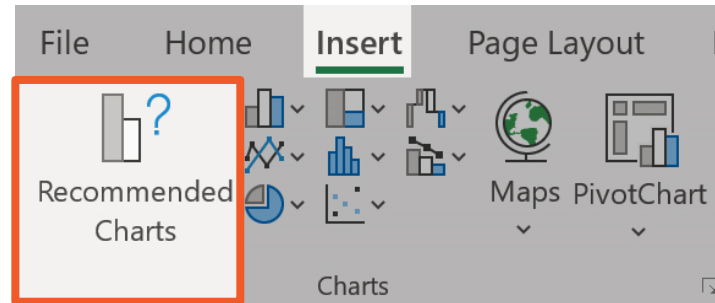 File Home Insert Page Layout
?
Recommended
Charts
Maps PivotChart
Charts